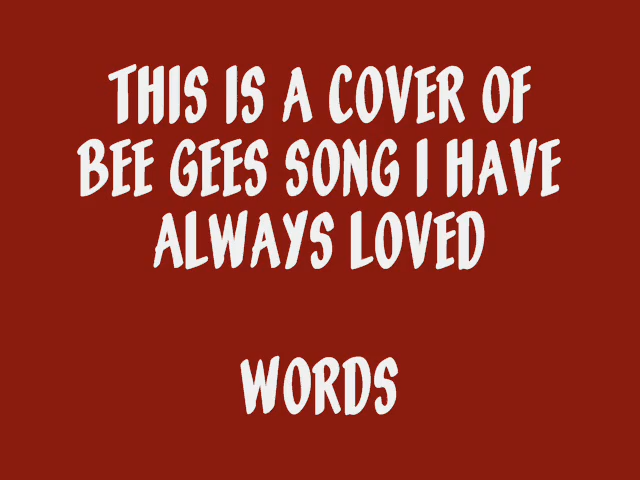 THIS IS A COVER OF
BEE GEES SONG I HAVE
ALWAYS LOVED
WORDS